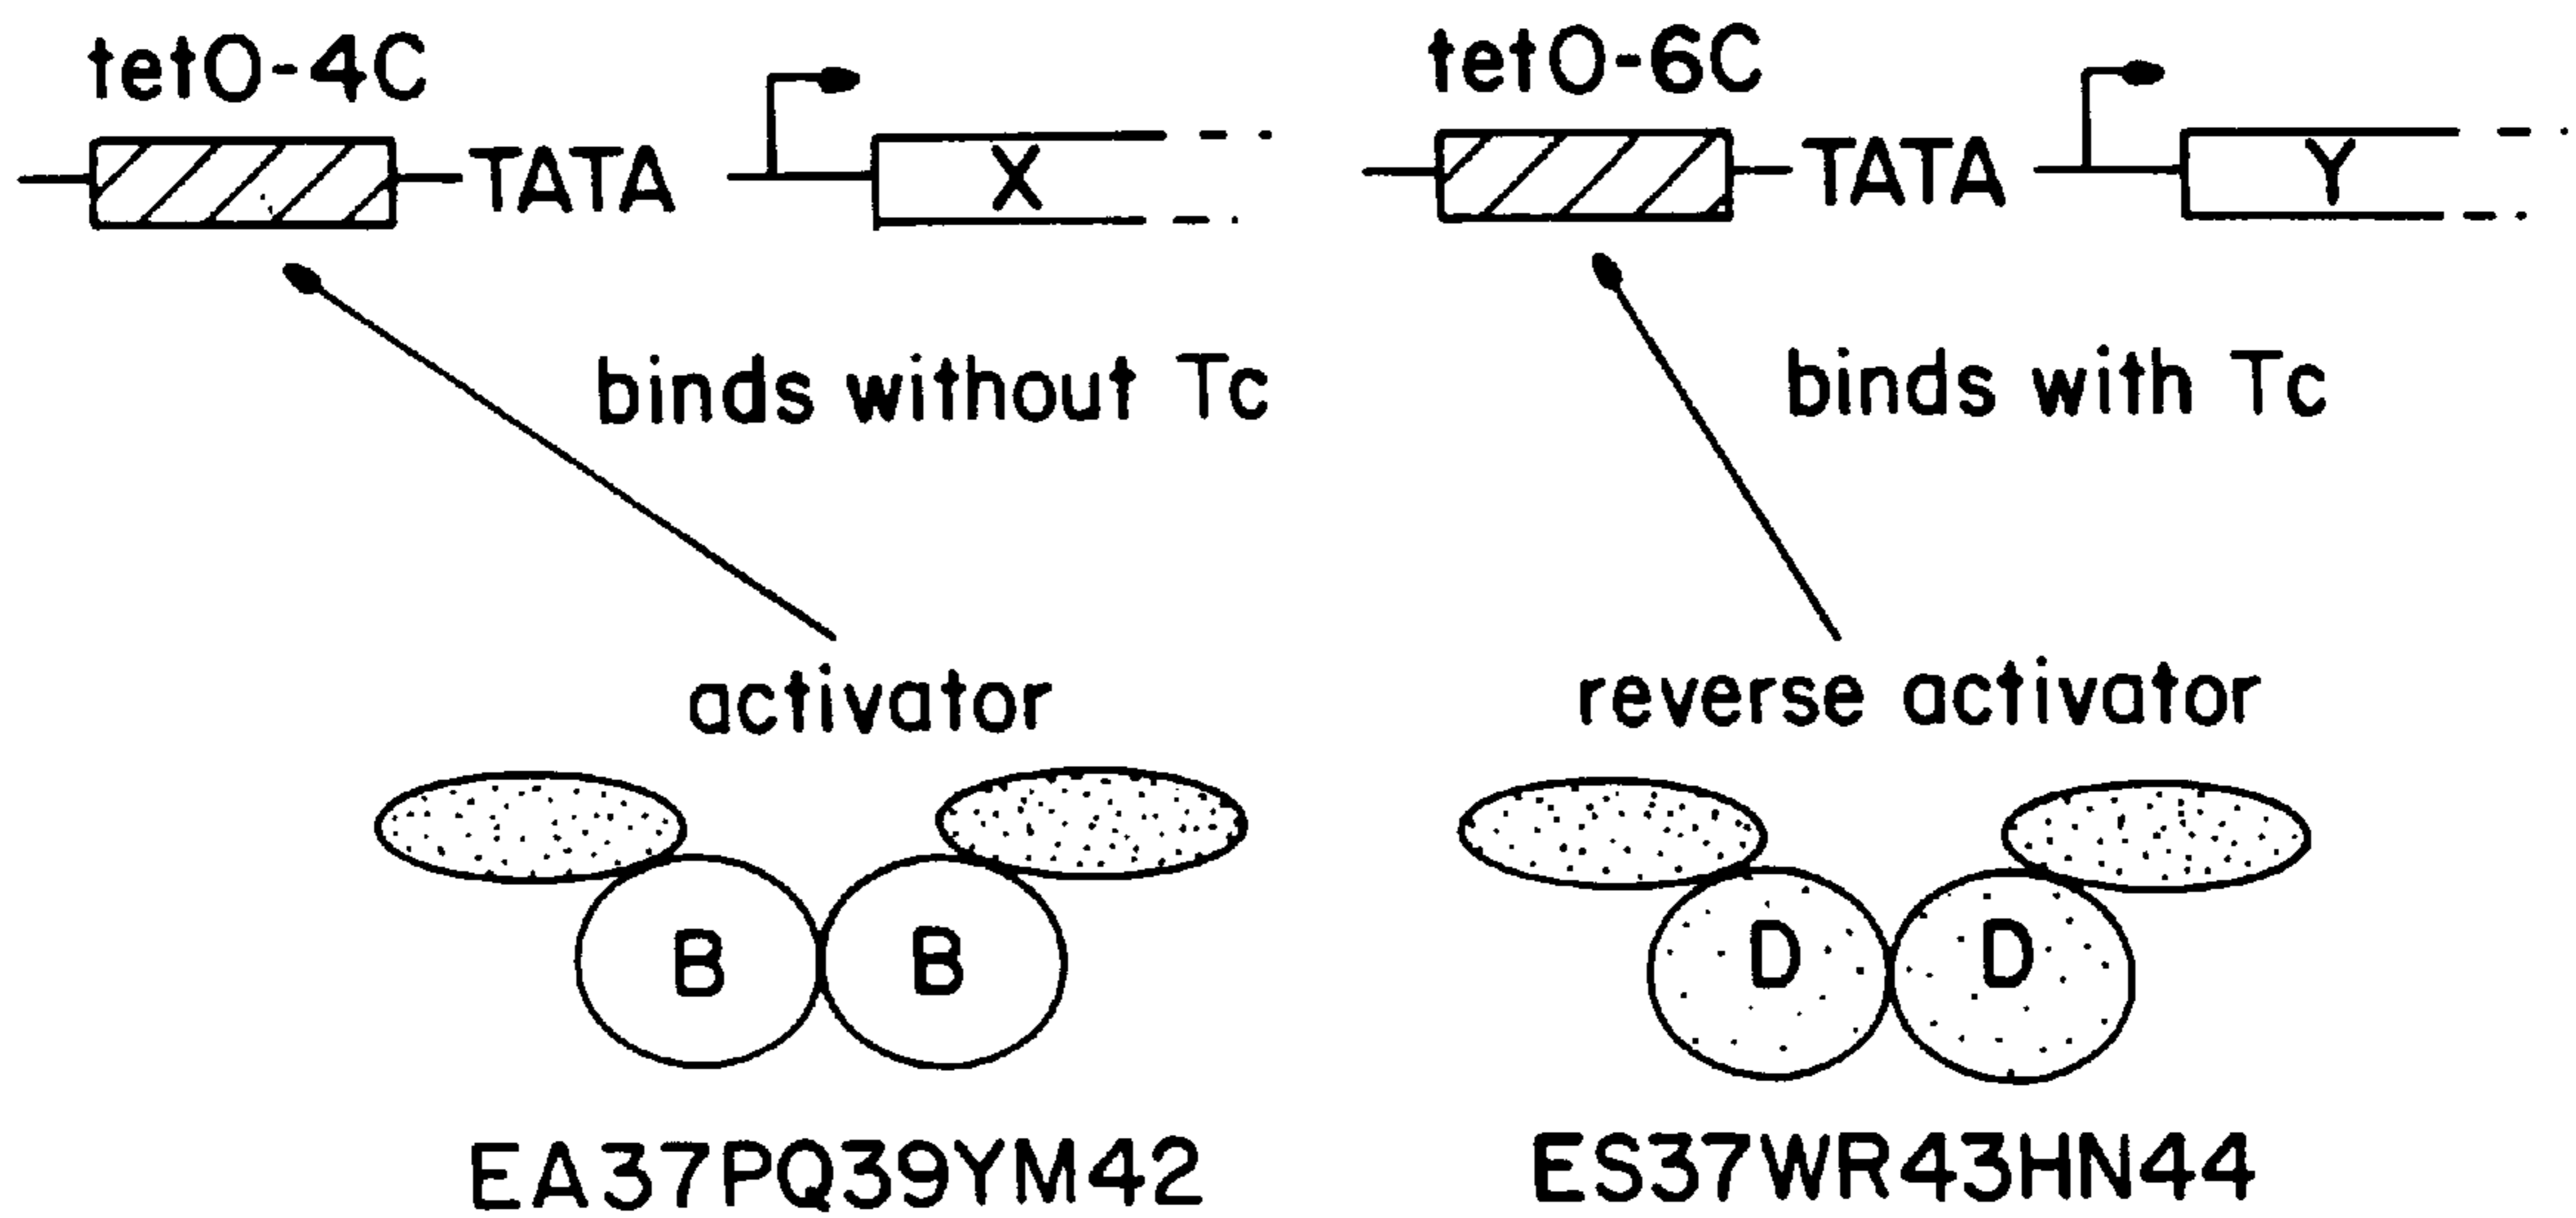 tetO-4C
TATA
X
tetO-6C
TATA
Y
binds without Tc
binds with Tc
activator
reverse activator
B B
D D
EA37PQ39YM42
ES37WR43HN44